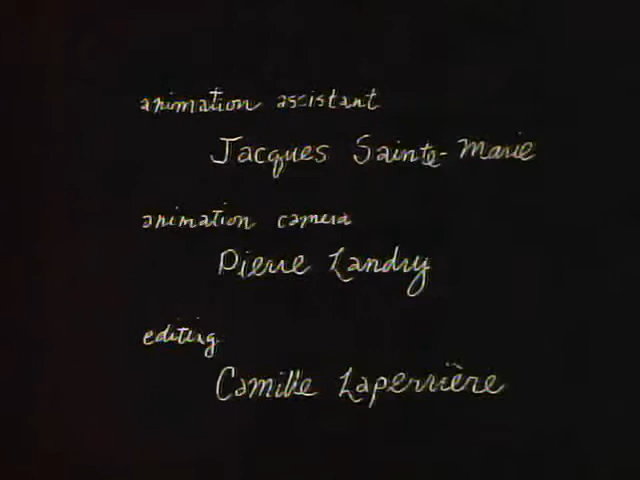 animation assistant
Jacques Sainte-Marie
animation camera
Pierre Landry
editing
Camille Laperrière